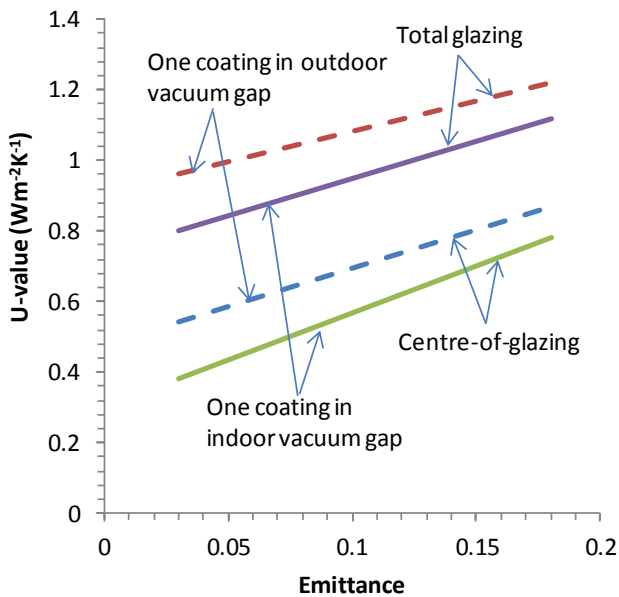 1.4
Total glazing
One coating in outdoor
vacuum gap
1.2
1
0.8
0.6
0.4
0.2
0
U-value (Wm-2K-1)
Centre-of-glazing
One coating in
indoor vacuum gap
0
0.05
0.1
0.15
0.2
Emittance